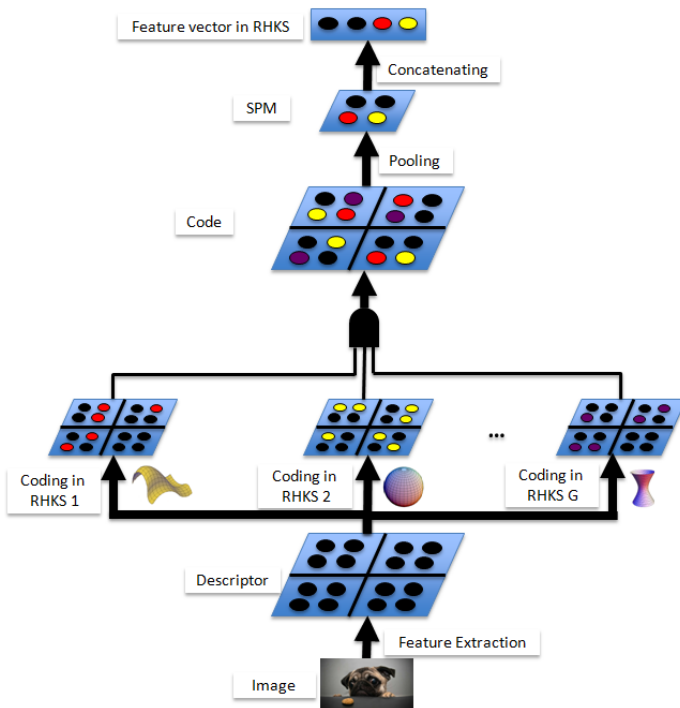 Feature vector in RHKS
Concatenating
SPM
Pooling
Code
...
Coding in
RHKS 1
Coding in
RHKS 2
Coding in
RHKS G
Descriptor
Feature Extraction
Image